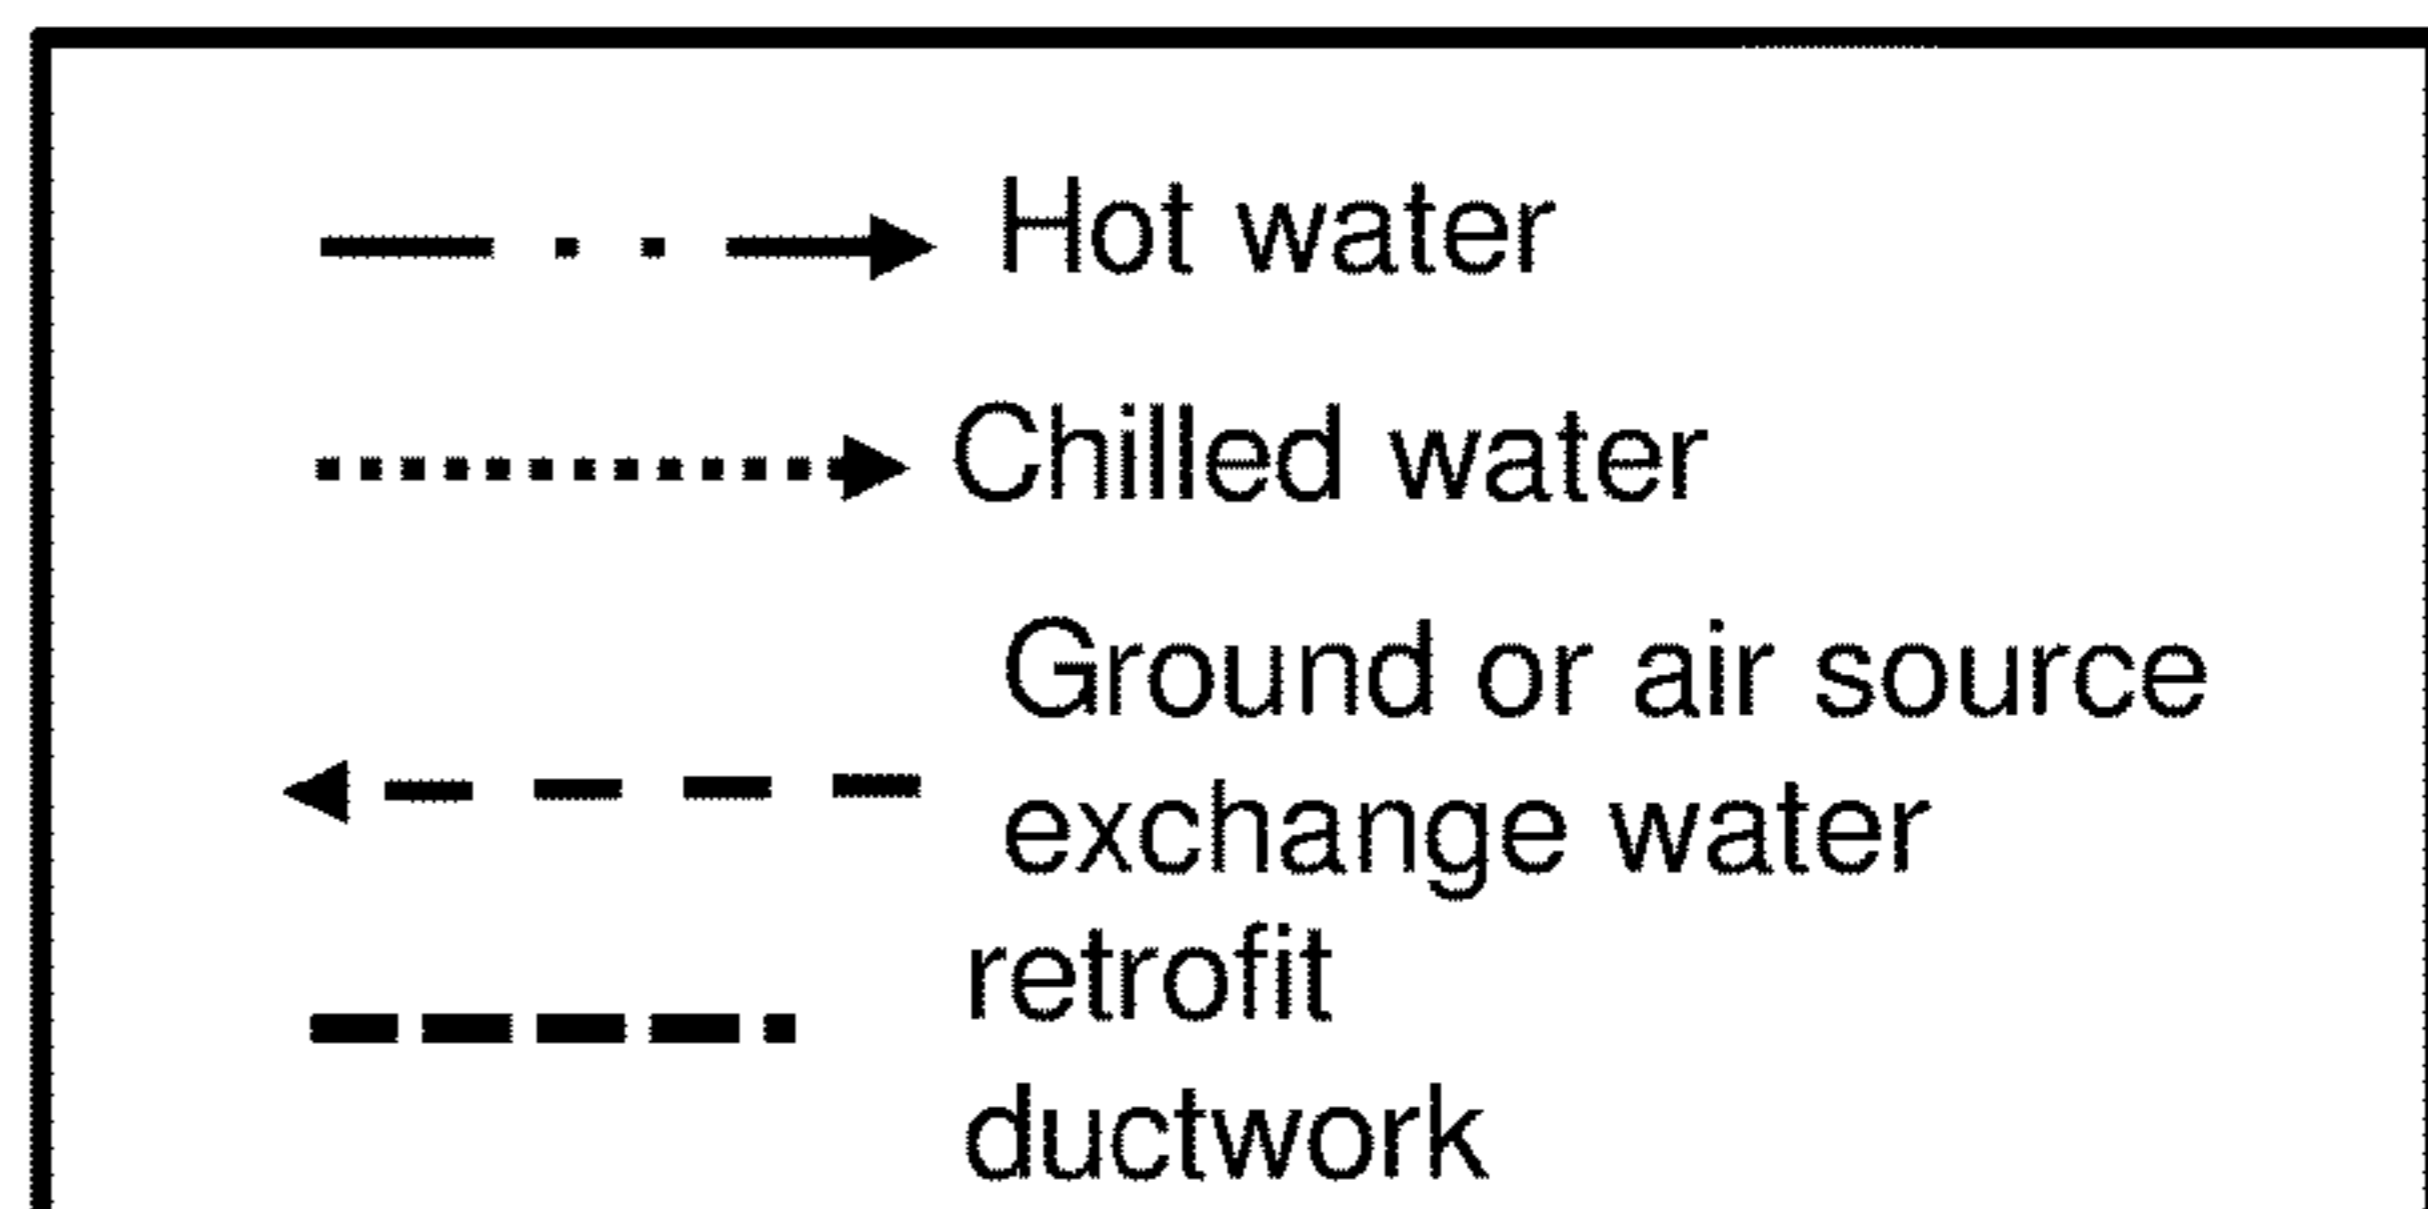 Hot water
Chilled water
Ground or air source
exchange water
retrofit
ductwork